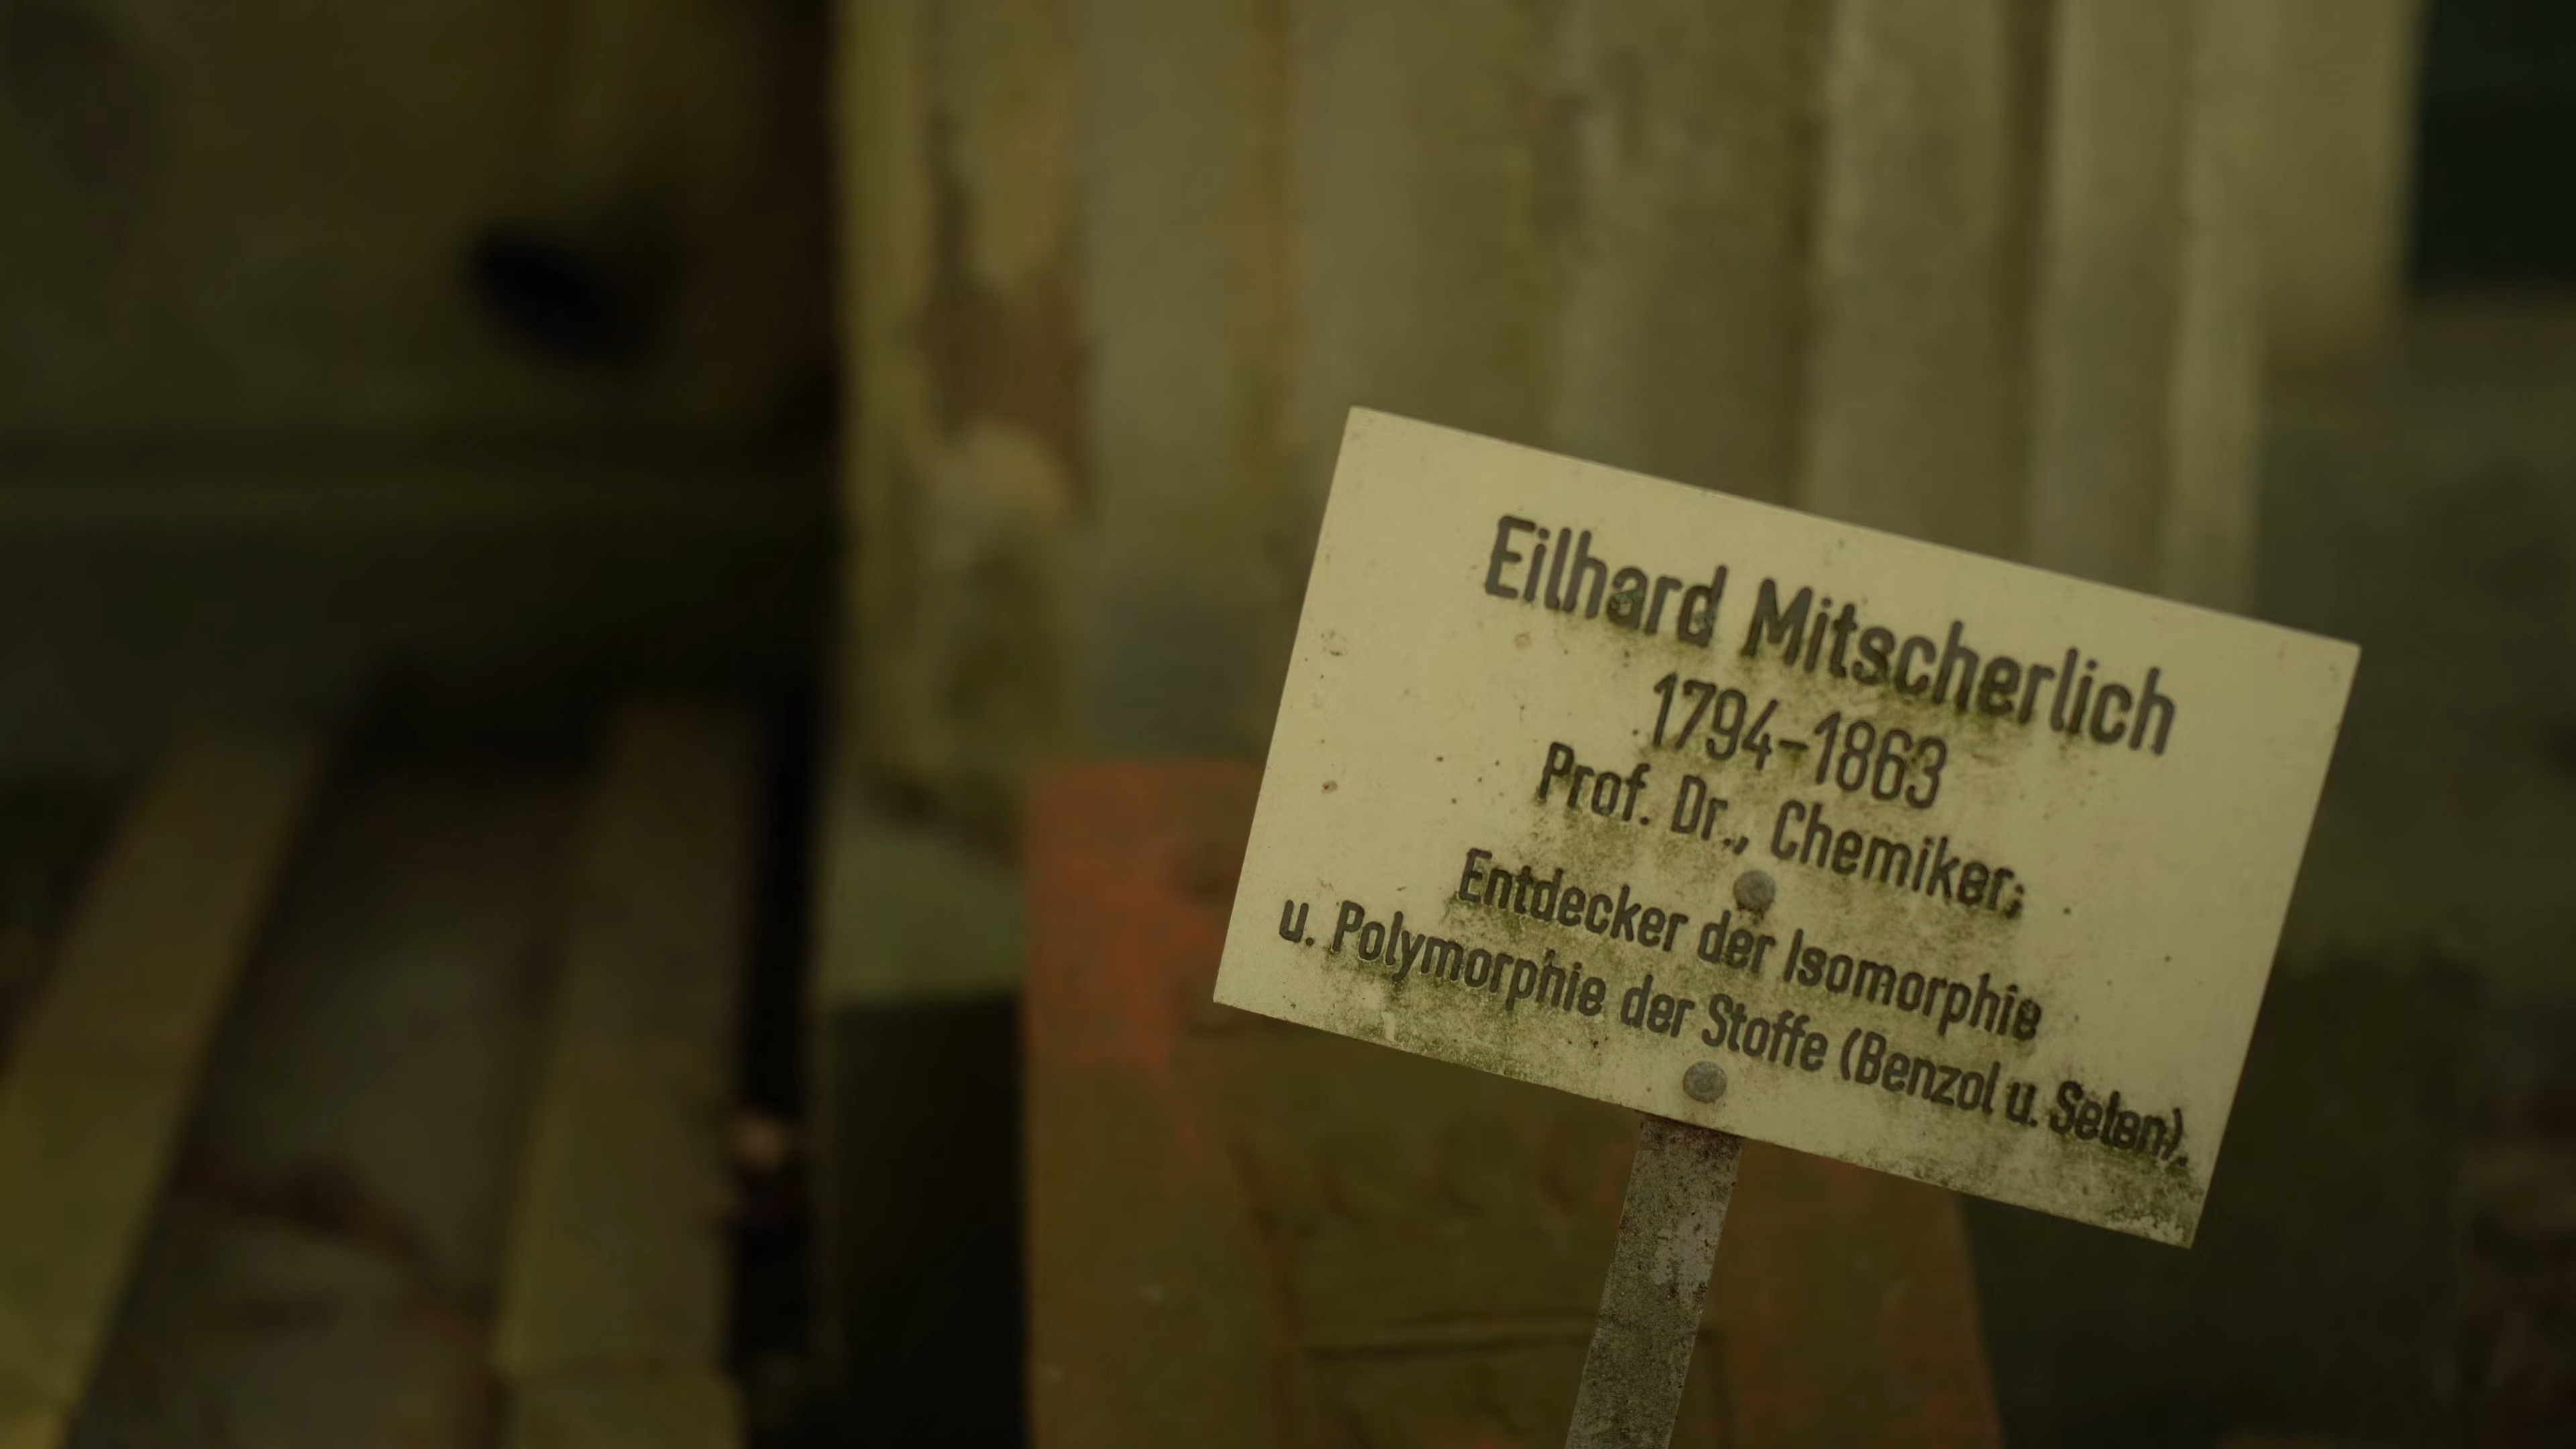 Eilhard Mitscherlich
1794-1863
Prof. Dr., Chemiker;
Entdecker der Isomorphie
u. Polymorphie der Stoffe (Benzol u. Selen).